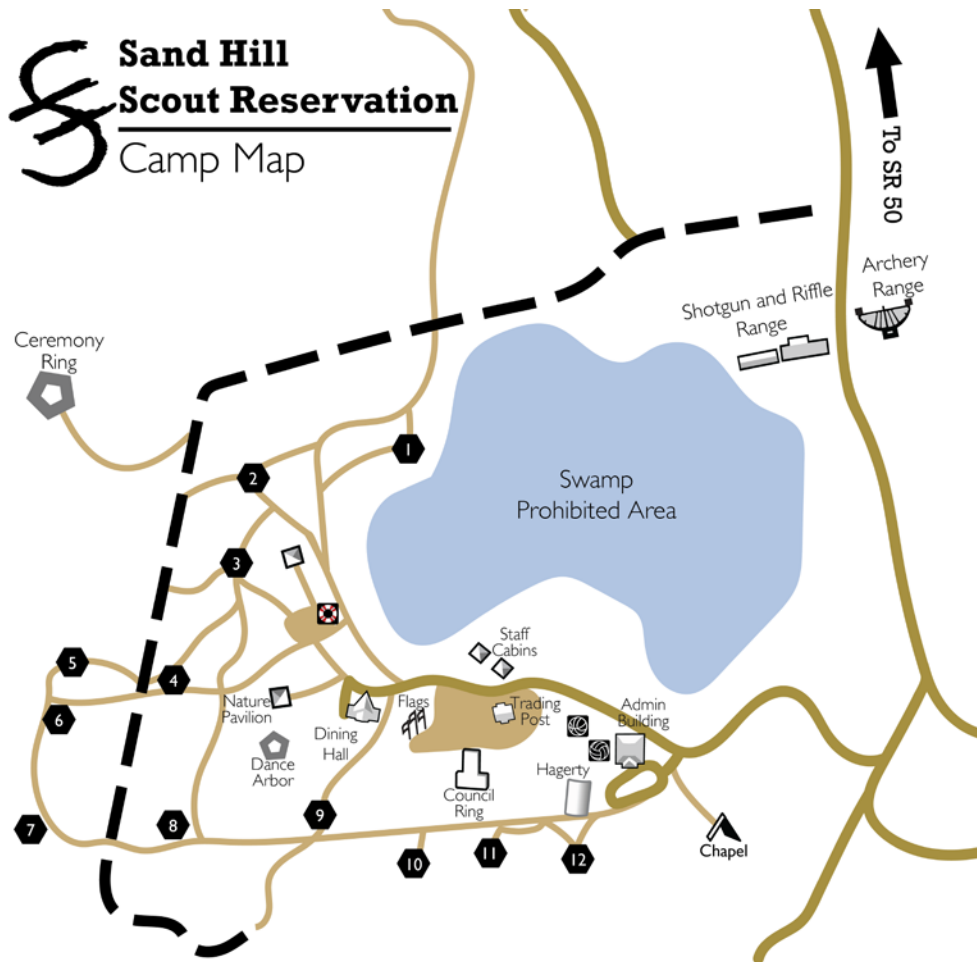 Sand Hill
Scout Reservation
Camp Map
To SR 50
Archery
Range
Shotgun and Riffle
Range
Ceremony
Ring
1
2
Swamp
Prohibited Area
3
Staff
Cabins
5
4
6
Nature
Pavilion
Flags
Trading
Post
Admin
Building
Dining
Hall
Dance
Arbor
Hagerty
Council
Ring
7
8
9
10
11
12
Chapel